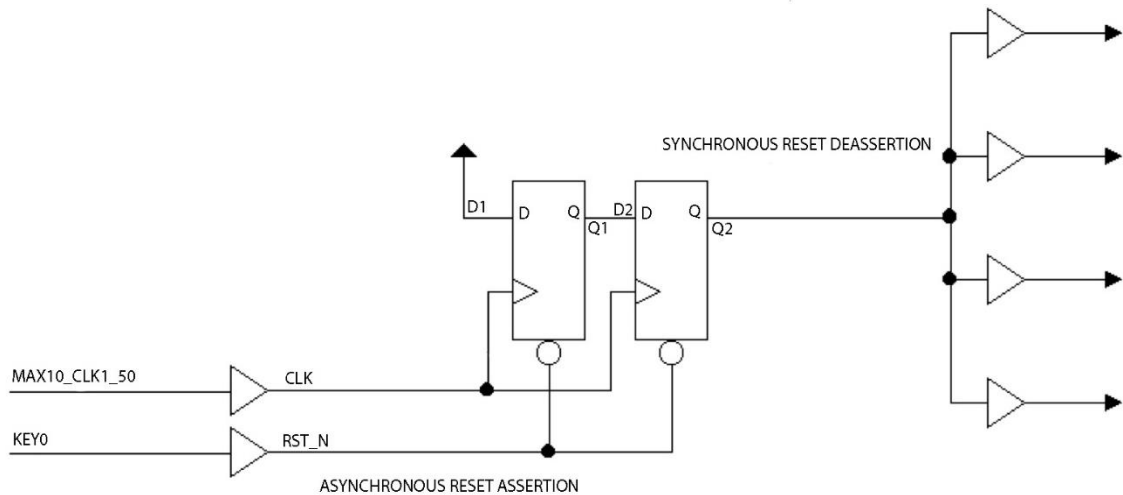 SYNCHRONOUS RESET DEASSERTION
D1
D
Q
Q1
D2
D
Q
Q2
MAX10_CLK1_50
CLK
KEY0
RST_N
ASYNCHRONOUS RESET ASSERTION